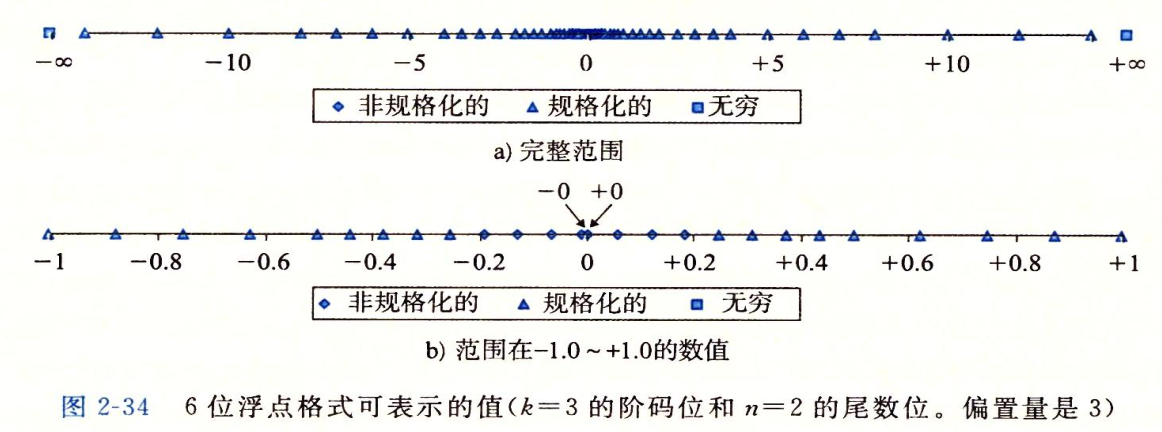 −∞ −10 −5 0 +5 +10 +∞
非规格化的 规格化的 无穷
a) 完整范围
−0 +0
−1 −0.8 −0.6 −0.4 −0.2 0 +0.2 +0.4 +0.6 +0.8 +1
非规格化的 规格化的 无穷
b) 范围在−1.0～+1.0的数值
图 2-34 6 位浮点格式可表示的值(k=3 的阶码位和 n=2 的尾数位。偏置量是 3)